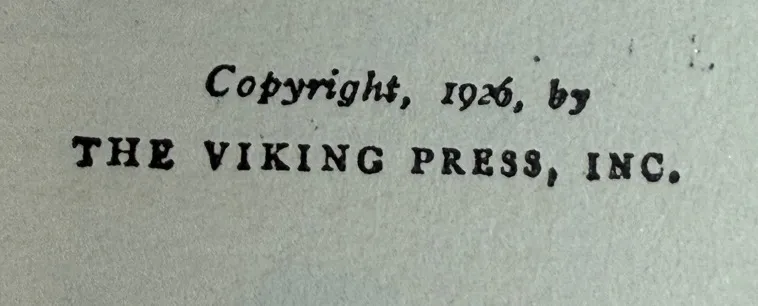 Copyright, 1926, by
THE VIKING PRESS, INC.